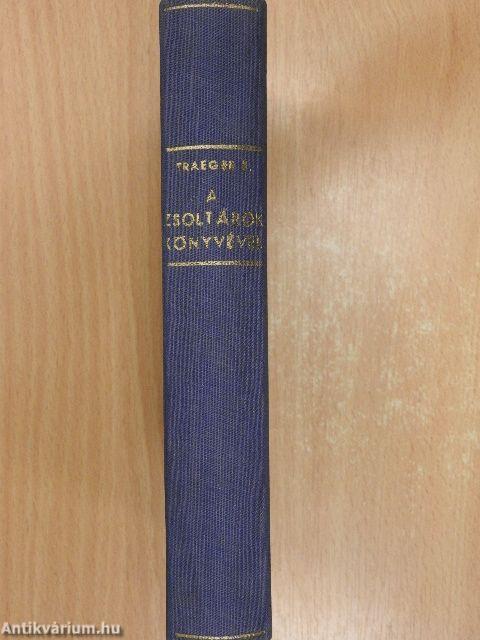 TRAEGER E.
A
ZSOLTÁROK
KÖNYVÉVEL
Antikvárium.hu